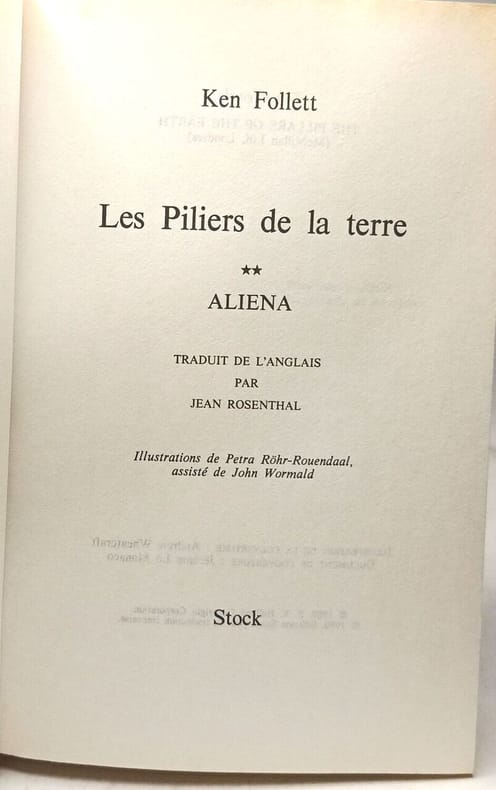 Ken Follett
Les Piliers de la terre
★★
ALIENA
TRADUIT DE L'ANGLAIS
PAR
JEAN ROSENTHAL
Illustrations de Petra Röhr-Rouendaal,
assisté de John Wormald
Stock